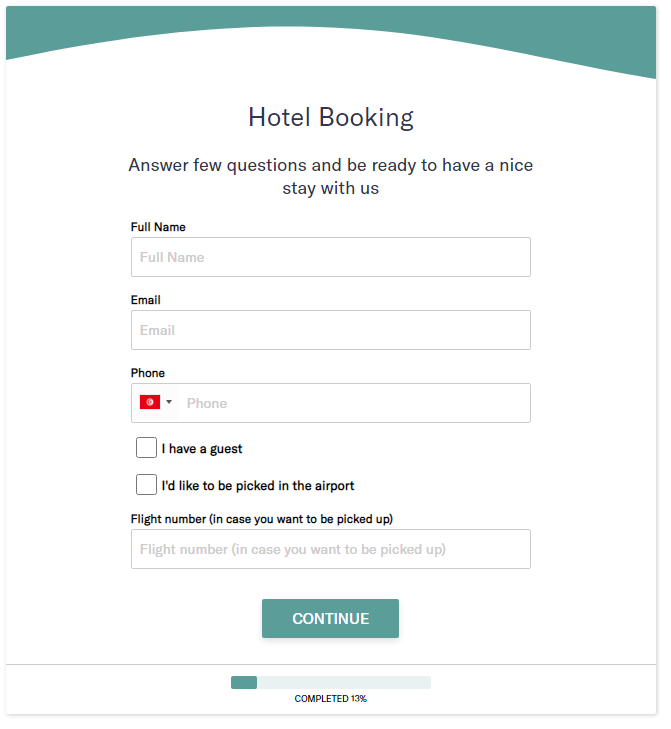 Hotel Booking
Answer few questions and be ready to have a nice
stay with us
Full Name
Full Name
Email
Email
Phone
Phone
I have a guest
I'd like to be picked in the airport
Flight number (in case you want to be picked up)
Flight number (in case you want to be picked up)
CONTINUE
COMPLETED 13%